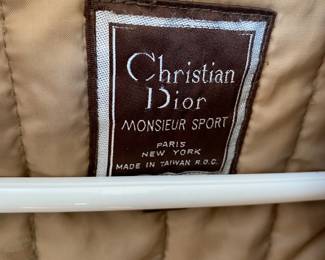 Christian
Dior
MONSIEUR SPORT
PARIS
NEW YORK
MADE IN TAIWAN R.O.C.